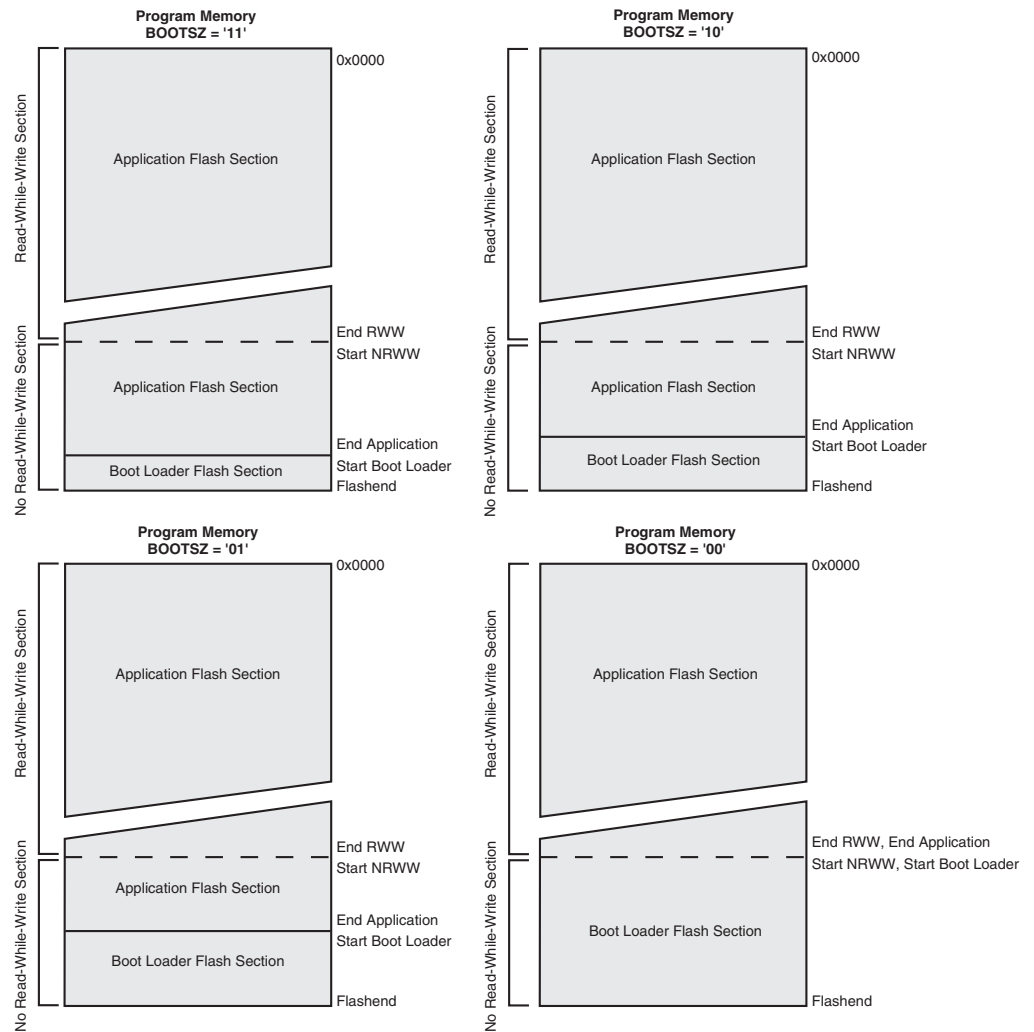 Program Memory
BOOTSZ = '11'
0x0000
Read-While-Write Section
Application Flash Section
End RWW
Start NRWW
No Read-While-Write Section
Application Flash Section
End Application
Start Boot Loader
Boot Loader Flash Section
Flashend
Program Memory
BOOTSZ = '10'
0x0000
Read-While-Write Section
Application Flash Section
End RWW
Start NRWW
No Read-While-Write Section
Application Flash Section
End Application
Start Boot Loader
Boot Loader Flash Section
Flashend
Program Memory
BOOTSZ = '01'
0x0000
Read-While-Write Section
Application Flash Section
End RWW
Start NRWW
No Read-While-Write Section
Application Flash Section
End Application
Start Boot Loader
Boot Loader Flash Section
Flashend
Program Memory
BOOTSZ = '00'
0x0000
Read-While-Write Section
Application Flash Section
End RWW, End Application
Start NRWW, Start Boot Loader
No Read-While-Write Section
Boot Loader Flash Section
Flashend